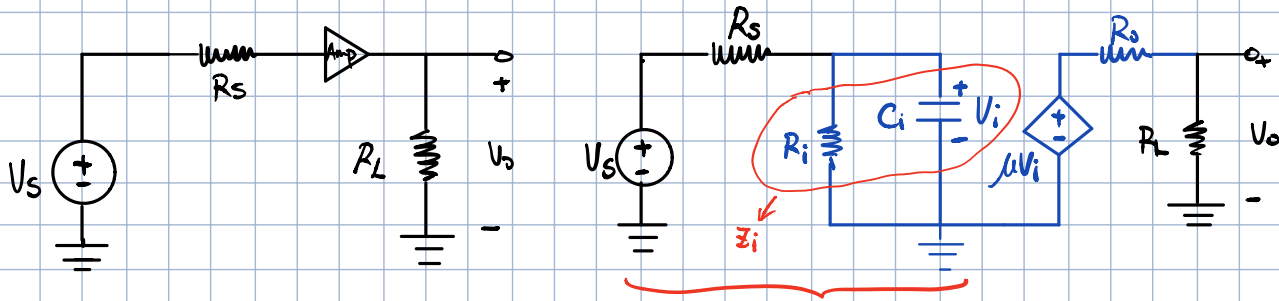 Rs
Amp
+
Vs
+
-
RL
Vo
-
Rs
Vs
+
-
Ri
Ci
+
Vi
-
zi
+
-
μVi
Ro
RL
+
Vo
-